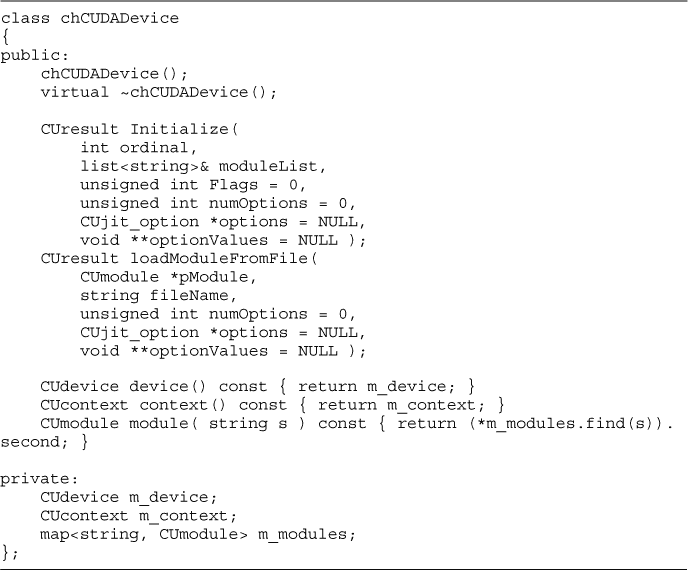 class chCUDADevice
{
public:
    chCUDADevice();
    virtual ~chCUDADevice();

    CUresult Initialize(
        int ordinal,
        list<string>& moduleList,
        unsigned int Flags = 0,
        unsigned int numOptions = 0,
        CUjit_option *options = NULL,
        void **optionValues = NULL );
    CUresult loadModuleFromFile(
        CUmodule *pModule,
        string fileName,
        unsigned int numOptions = 0,
        CUjit_option *options = NULL,
        void **optionValues = NULL );

    CUdevice device() const { return m_device; }
    CUcontext context() const { return m_context; }
    CUmodule module( string s ) const { return (*m_modules.find(s)).
second; }

private:
    CUdevice m_device;
    CUcontext m_context;
    map<string, CUmodule> m_modules;
};